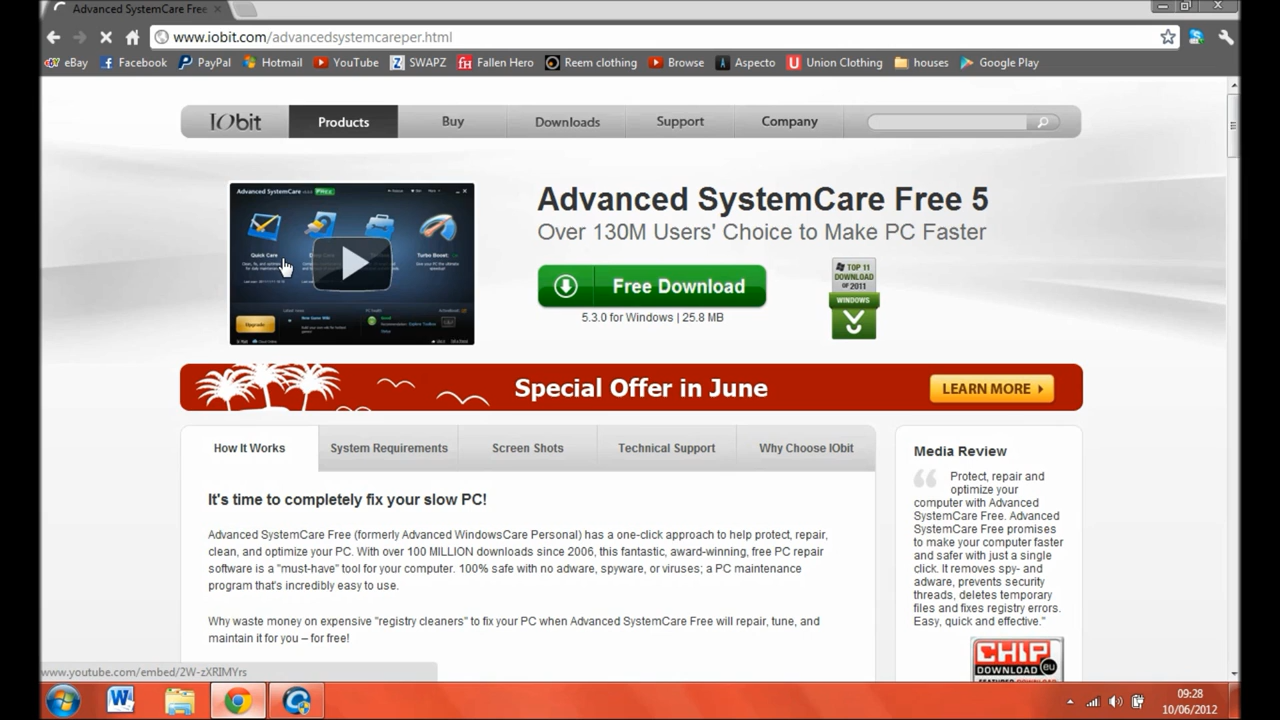 Advanced SystemCare Free
www.iobit.com/advancedsystemcareper.html
eBay Facebook PayPal Hotmail YouTube SWAPZ Fallen Hero Reem clothing Browse Aspecto Union Clothing houses Google Play
IObit Products Buy Downloads Support Company
Advanced SystemCare
Quick Care
Turbo Boost
Upgrade
Advanced SystemCare Free 5
Over 130M Users' Choice to Make PC Faster
Free Download
5.3.0 for Windows | 25.8 MB
TOP 11
DOWNLOAD
OF 2011
WINDOWS
Special Offer in June
LEARN MORE
How It Works System Requirements Screen Shots Technical Support Why Choose IObit
It's time to completely fix your slow PC!
Advanced SystemCare Free (formerly Advanced WindowsCare Personal) has a one-click approach to help protect, repair,
clean, and optimize your PC. With over 100 MILLION downloads since 2006, this fantastic, award-winning, free PC repair
software is a "must-have" tool for your computer. 100% safe with no adware, spyware, or viruses; a PC maintenance
program that's incredibly easy to use.
Why waste money on expensive "registry cleaners" to fix your PC when Advanced SystemCare Free will repair, tune, and
maintain it for you – for free!
Media Review
Protect, repair and
optimize your
computer with Advanced
SystemCare Free. Advanced
SystemCare Free promises
to make your computer faster
and safer with just a single
click. It removes spy- and
adware, prevents security
threads, deletes temporary
files and fixes registry errors.
Easy, quick and effective."
CHIP
DOWNLOAD.eu
www.youtube.com/embed/2W-zXRIMYrs
09:28
10/06/2012